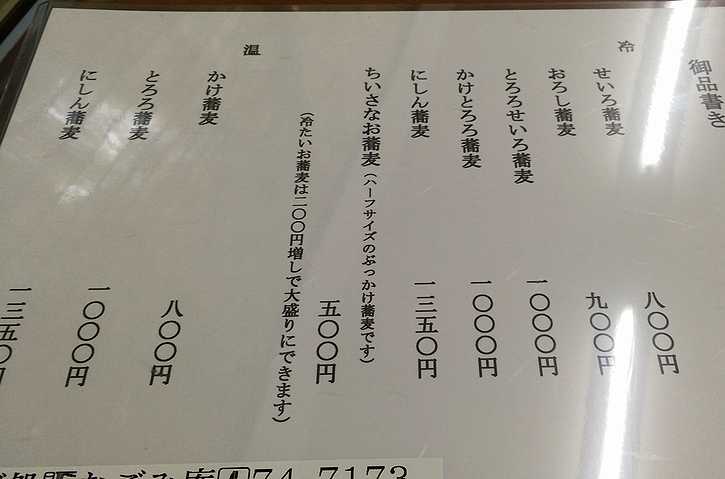 御品書き
冷
せいろ蕎麦 八〇〇円
おろし蕎麦 九〇〇円
とろろせいろ蕎麦 一〇〇〇円
かけとろろ蕎麦 一〇〇〇円
にしん蕎麦 一三五〇円
ちいさなお蕎麦(ハーフサイズのぶっかけ蕎麦です) 五〇〇円
(冷たいお蕎麦は二〇〇円増しで大盛りにできます)
温
かけ蕎麦 八〇〇円
とろろ蕎麦 一〇〇〇円
にしん蕎麦 一三五〇円
74-7173